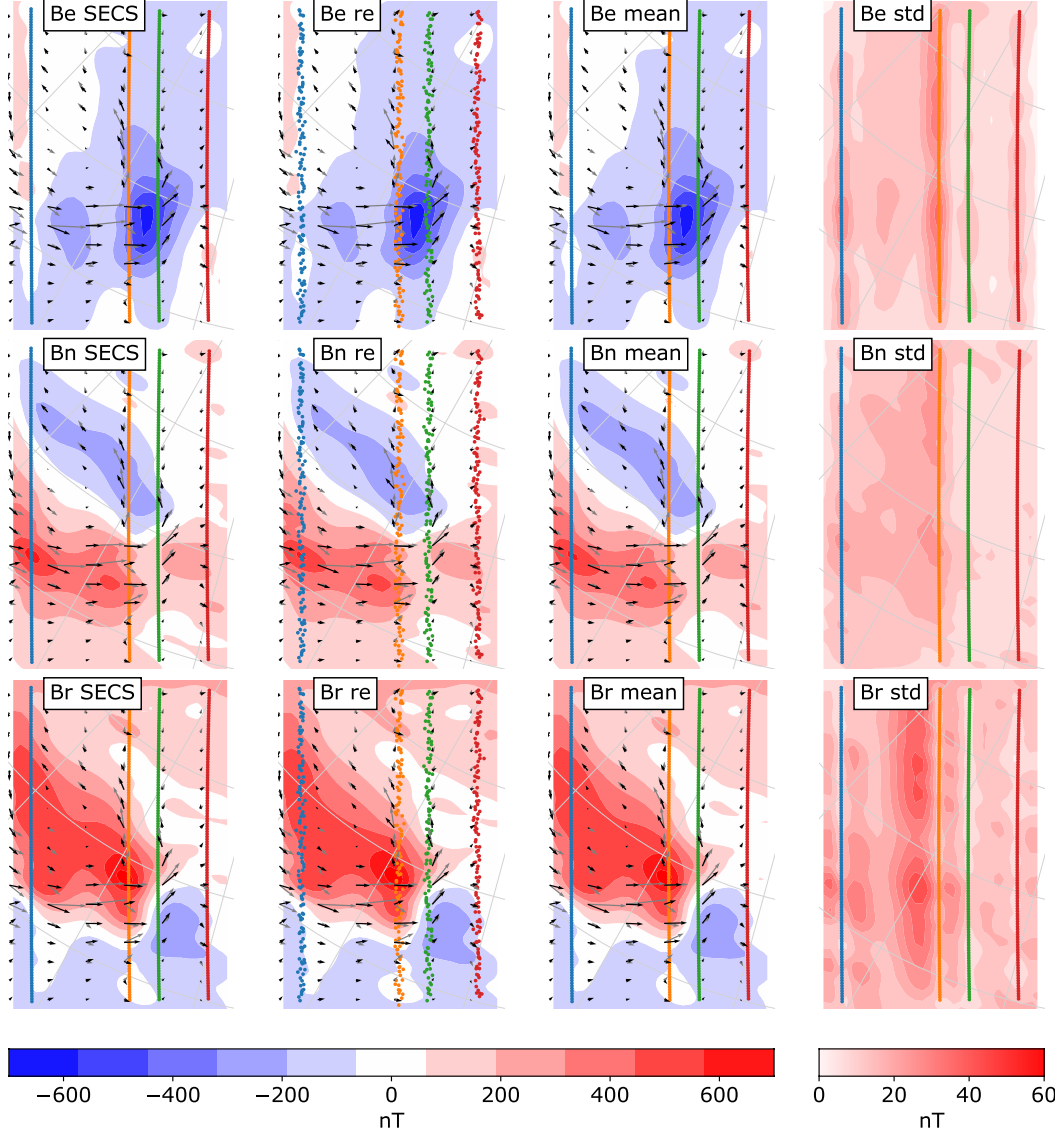 Be SECS
Be re
Be mean
Be std
Bn SECS
Bn re
Bn mean
Bn std
Br SECS
Br re
Br mean
Br std
−600 −400 −200 0 200 400 600
nT
0 20 40 60
nT